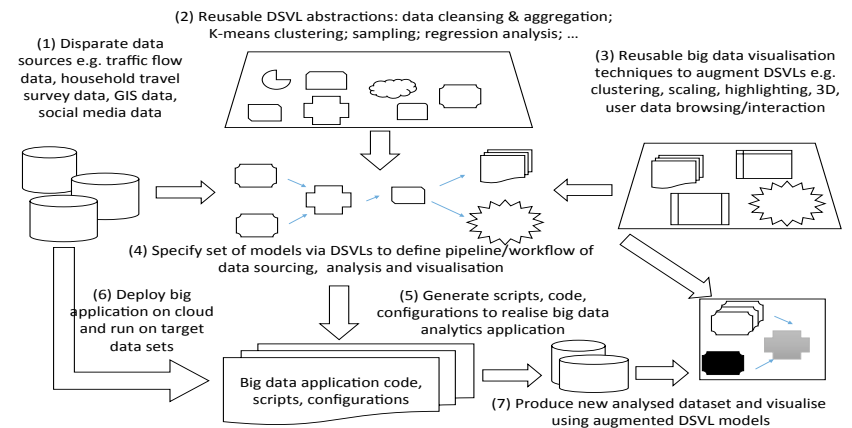 (2) Reusable DSVL abstractions: data cleansing & aggregation;
K-means clustering; sampling; regression analysis; ...
(1) Disparate data
sources e.g. traffic flow
data, household travel
survey data, GIS data,
social media data
(3) Reusable big data visualisation
techniques to augment DSVLs e.g.
clustering, scaling, highlighting, 3D,
user data browsing/interaction
(4) Specify set of models via DSVLs to define pipeline/workflow of
data sourcing, analysis and visualisation
(6) Deploy big
application on cloud
and run on target
data sets
(5) Generate scripts, code,
configurations to realise big data
analytics application
Big data application code,
scripts, configurations
(7) Produce new analysed dataset and visualise
using augmented DSVL models